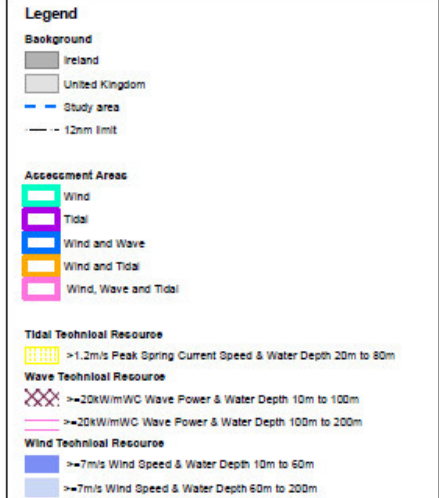 Legend
Background
Ireland
United Kingdom
Study area
12nm limit
Assessment Areas
Wind
Tidal
Wind and Wave
Wind and Tidal
Wind, Wave and Tidal
Tidal Technical Resource
>1.2m/s Peak Spring Current Speed & Water Depth 20m to 80m
Wave Technical Resource
>=20kW/mWC Wave Power & Water Depth 10m to 100m
>=20kW/mWC Wave Power & Water Depth 100m to 200m
Wind Technical Resource
>=7m/s Wind Speed & Water Depth 10m to 60m
>=7m/s Wind Speed & Water Depth 60m to 200m